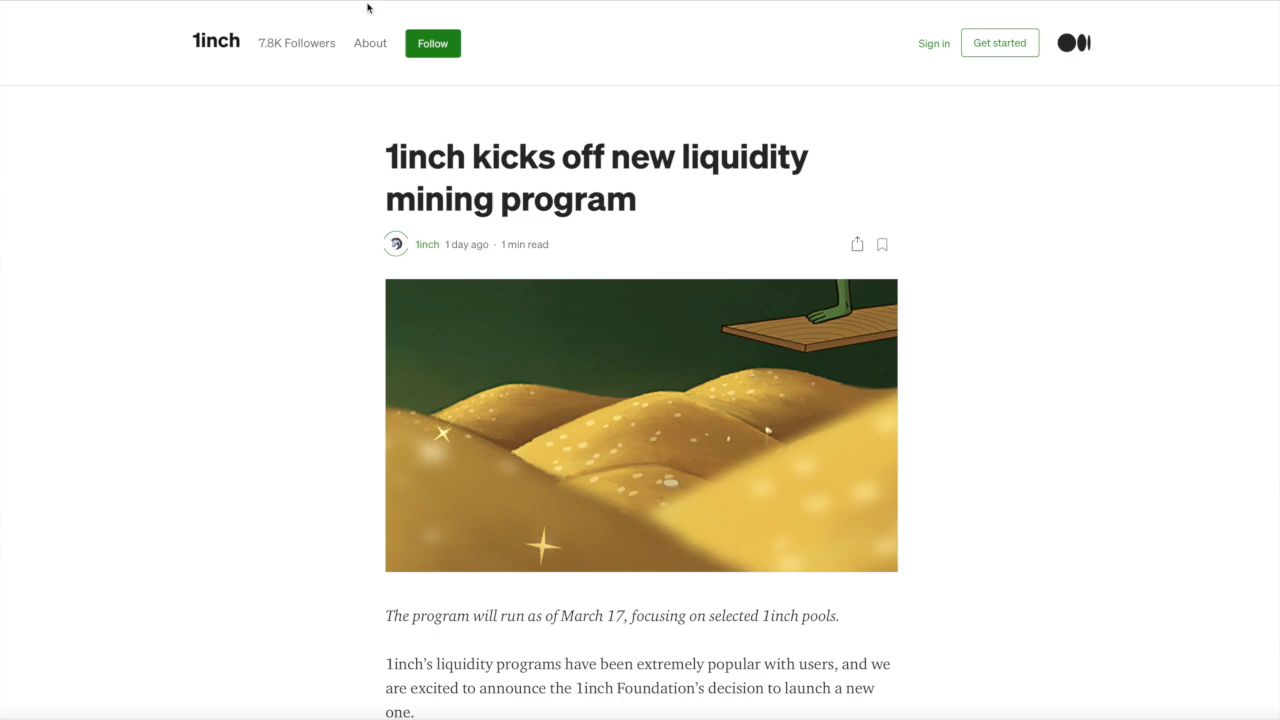 1inch 7.8K Followers About Follow Sign in Get started
1inch kicks off new liquidity
mining program
1inch 1 day ago · 1 min read
The program will run as of March 17, focusing on selected 1inch pools.
1inch’s liquidity programs have been extremely popular with users, and we
are excited to announce the 1inch Foundation’s decision to launch a new
one.